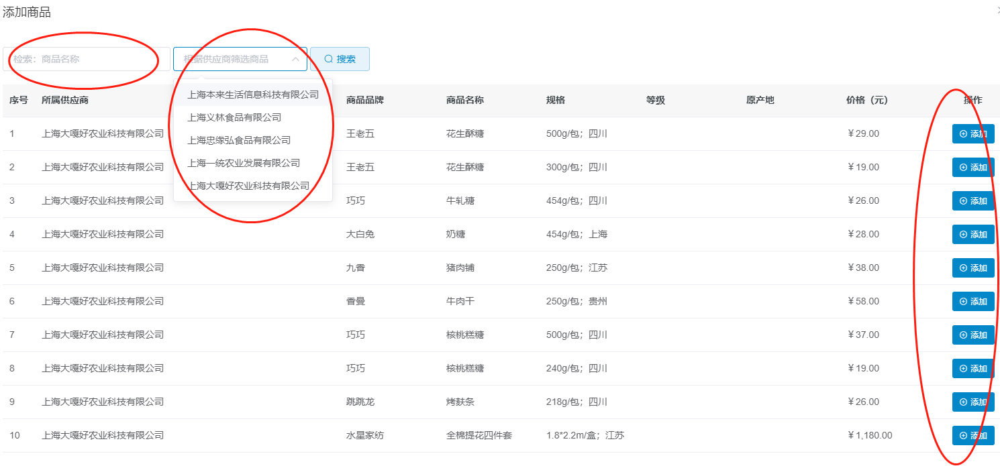 添加商品
检索：商品名称 根据供应商筛选商品 搜索
上海本来生活信息科技有限公司
上海义林食品有限公司
上海忠缘弘食品有限公司
上海一统农业发展有限公司
上海大嘎好农业科技有限公司
序号 所属供应商 商品品牌 商品名称 规格 等级 原产地 价格（元） 操作
1 上海大嘎好农业科技有限公司 王老五 花生酥糖 500g/包；四川 ￥29.00 添加
2 上海大嘎好农业科技有限公司 王老五 花生酥糖 300g/包；四川 ￥19.00 添加
3 上海大嘎好农业科技有限公司 巧巧 牛轧糖 454g/包；四川 ￥26.00 添加
4 上海大嘎好农业科技有限公司 大白兔 奶糖 454g/包；上海 ￥28.00 添加
5 上海大嘎好农业科技有限公司 九香 猪肉铺 250g/包；江苏 ￥38.00 添加
6 上海大嘎好农业科技有限公司 香曼 牛肉干 250g/包；贵州 ￥58.00 添加
7 上海大嘎好农业科技有限公司 巧巧 核桃糕糖 500g/包；四川 ￥37.00 添加
8 上海大嘎好农业科技有限公司 巧巧 核桃糕糖 240g/包；四川 ￥19.00 添加
9 上海大嘎好农业科技有限公司 跳跳龙 烤麸条 218g/包；四川 ￥26.00 添加
10 上海大嘎好农业科技有限公司 水星家纺 全棉提花四件套 1.8*2.2m/盒；江苏 ￥1,180.00 添加